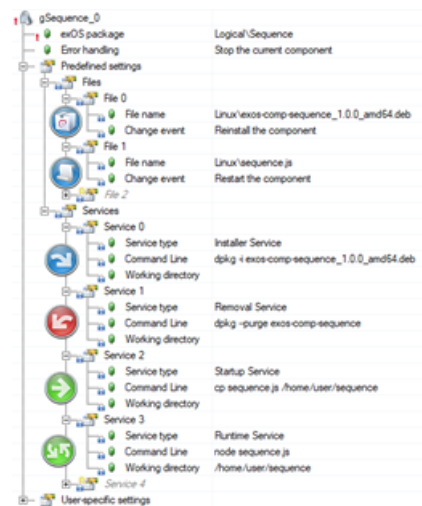 gSequence_0
exOS package Logical\Sequence
Error handling Stop the current component
Predefined settings
Files
File 0
File name Linux\exos-comp-sequence_1.0.0_amd64.deb
Change event Reinstall the component
File 1
File name Linux\sequence.js
Change event Restart the component
File 2
Services
Service 0
Service type Installer Service
Command Line dpkg -i exos-comp-sequence_1.0.0_amd64.deb
Working directory
Service 1
Service type Removal Service
Command Line dpkg --purge exos-comp-sequence
Working directory
Service 2
Service type Startup Service
Command Line cp sequence.js /home/user/sequence
Working directory
Service 3
Service type Runtime Service
Command Line node sequence.js
Working directory /home/user/sequence
Service 4
User-specific settings